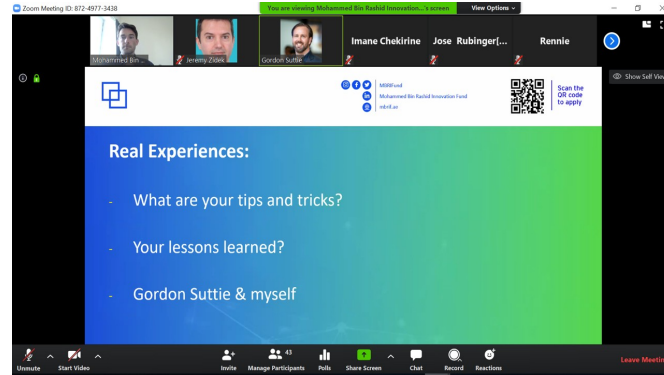 Zoom Meeting ID: 872-4977-3438
You are viewing Mohammed Bin Rashid Innovation...'s screen
View Options
Mohammed Bin ...
Jeremy Zidek
Gordon Suttie
Imane Chekirine
Jose Rubinger[...
Rennie
Show Self View
MBRIFund
Mohammed Bin Rashid Innovation Fund
mbrif.ae
Scan the
QR code
to apply
Real Experiences:
- What are your tips and tricks?
- Your lessons learned?
- Gordon Suttie & myself
Unmute
Start Video
Invite
Manage Participants
43
Polls
Share Screen
Chat
Record
Reactions
Leave Meetin